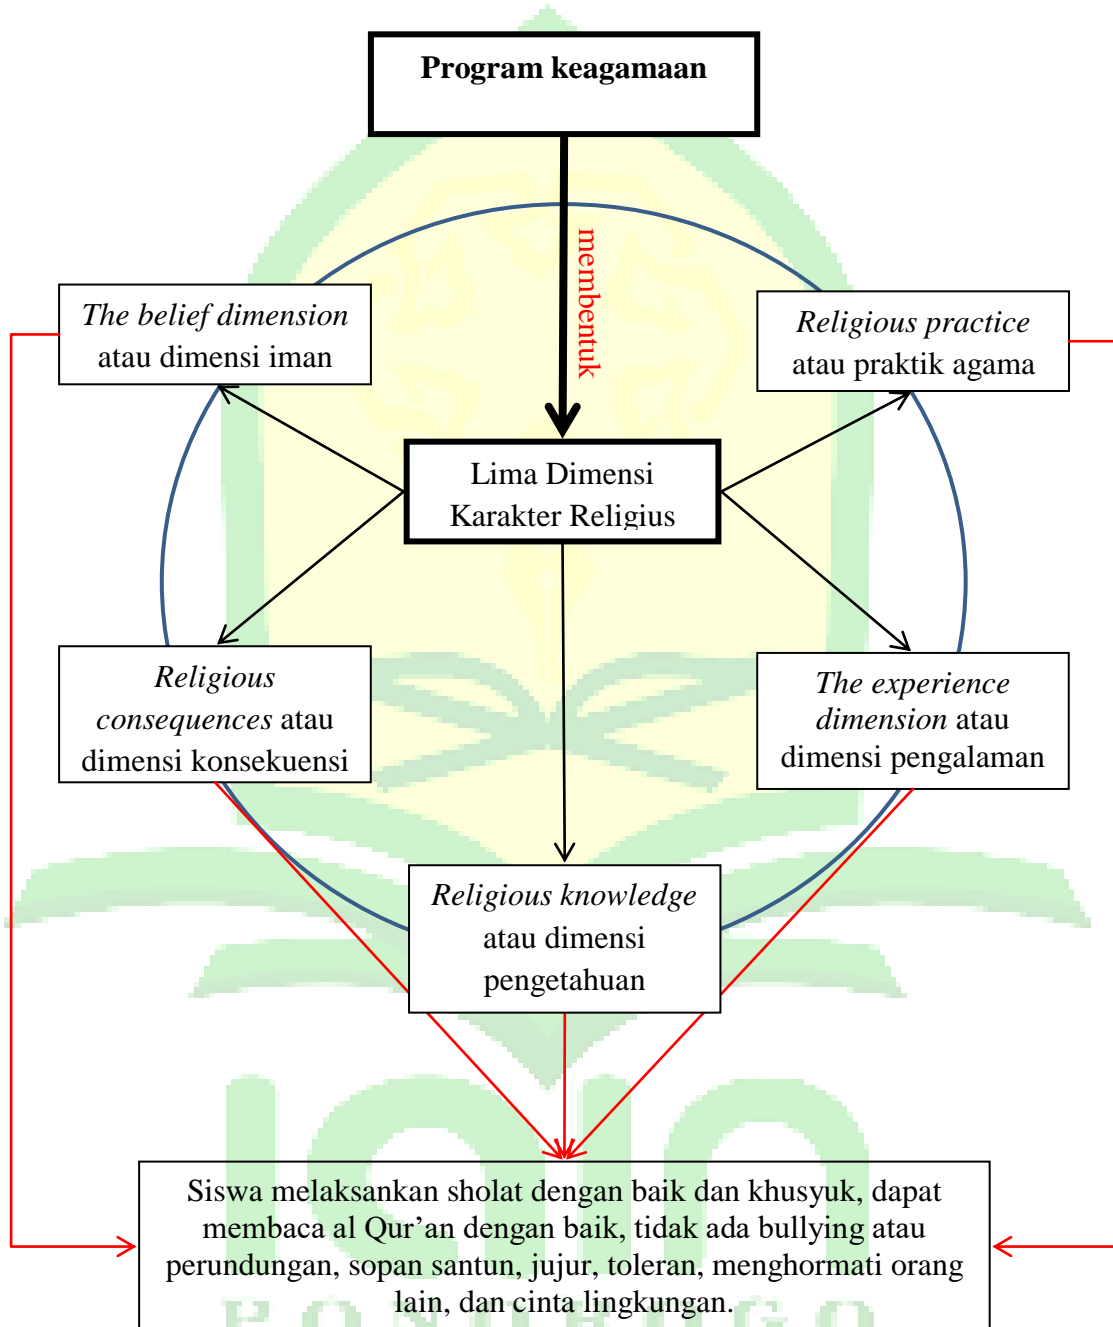 Program keagamaan
membentuk
The belief dimension
atau dimensi iman
Religious practice
atau praktik agama
Lima Dimensi
Karakter Religius
Religious
consequences atau
dimensi konsekuensi
The experience
dimension atau
dimensi pengalaman
Religious knowledge
atau dimensi
pengetahuan
Siswa melaksankan sholat dengan baik dan khusyuk, dapat
membaca al Qur’an dengan baik, tidak ada bullying atau
perundungan, sopan santun, jujur, toleran, menghormati orang
lain, dan cinta lingkungan.
iain
PONOROGO